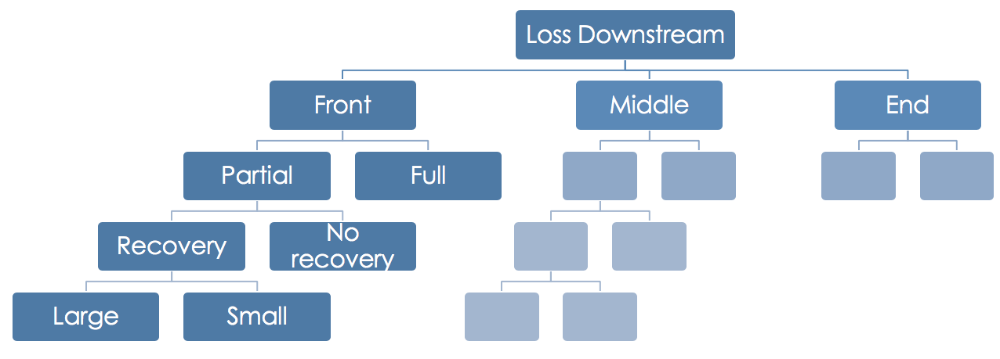 Loss Downstream
Front
Middle
End
Partial
Full
Recovery
No
recovery
Large
Small